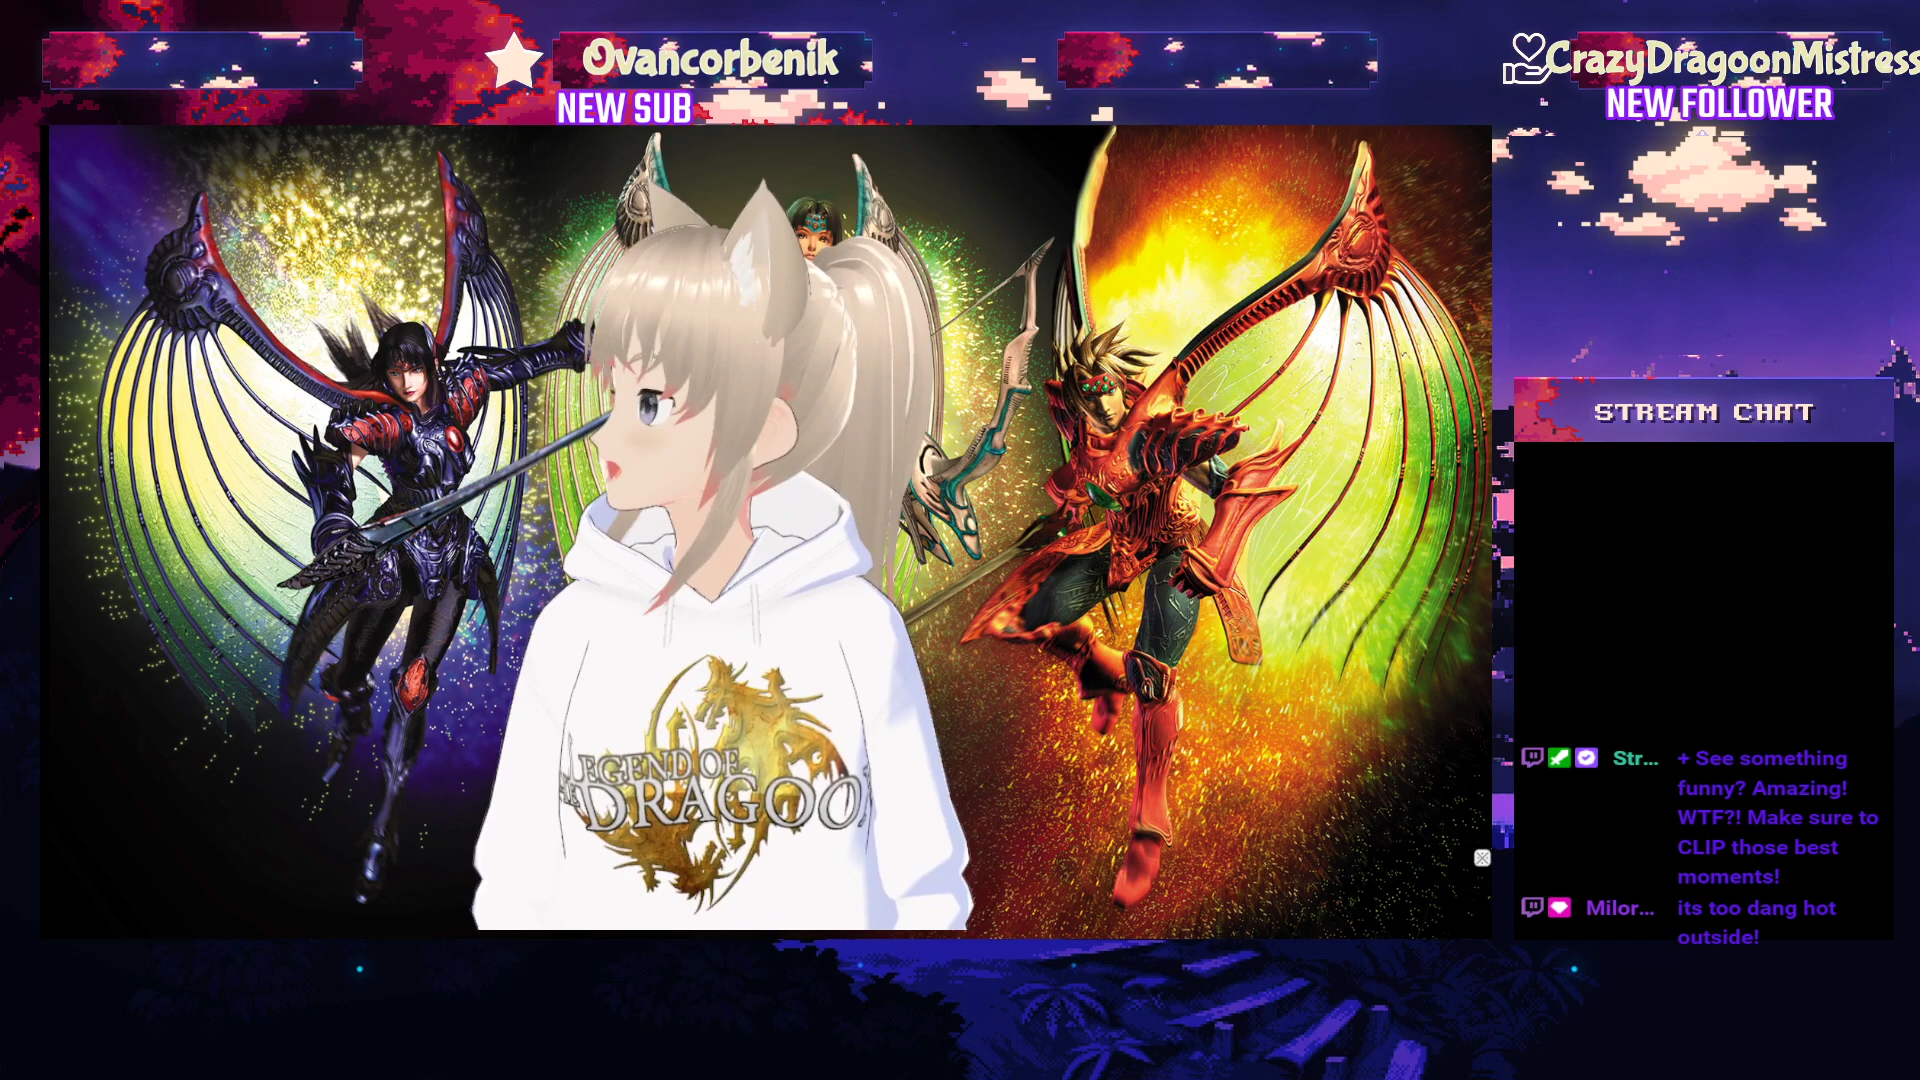 Ovancorbenik
NEW SUB
CrazyDragoonMistress
NEW FOLLOWER
STREAM CHAT
Str... + See something
funny? Amazing!
WTF?! Make sure to
CLIP those best
moments!
Milor... its too dang hot
outside!
LEGEND OF
DRAGOO